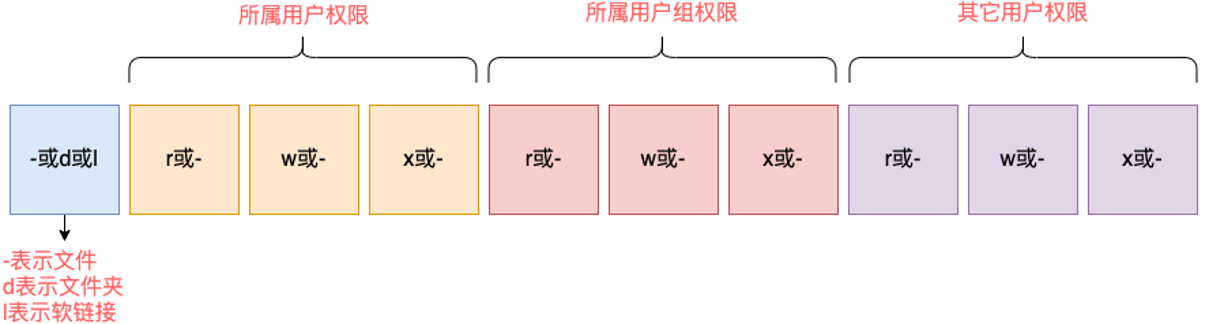 所属用户权限
所属用户组权限
其它用户权限
-或d或l
r或-
w或-
x或-
r或-
w或-
x或-
r或-
w或-
x或-
-表示文件
d表示文件夹
l表示软链接